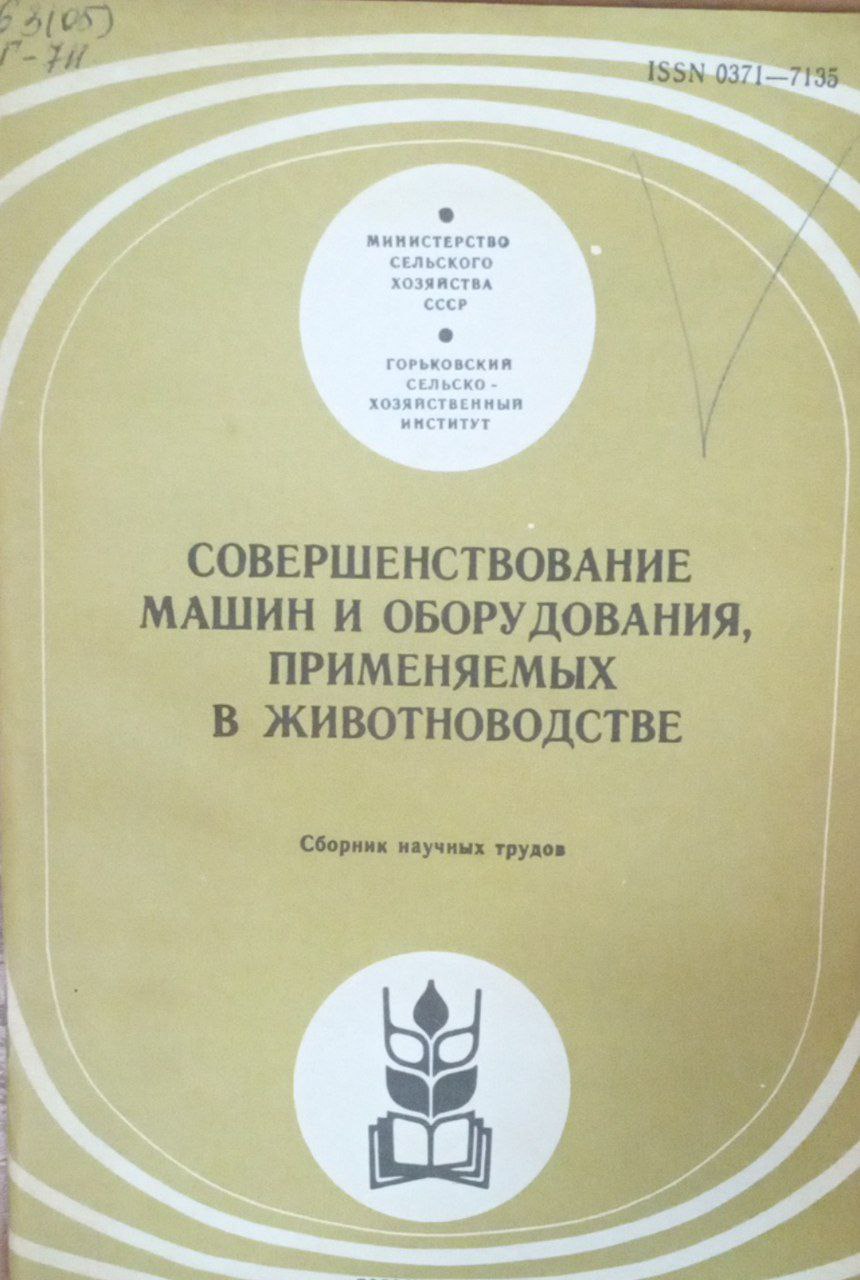 63(05)
Г-711
ISSN 0371—7135
МИНИСТЕРСТВО
СЕЛЬСКОГО
ХОЗЯЙСТВА
СССР
ГОРЬКОВСКИЙ
СЕЛЬСКО-
ХОЗЯЙСТВЕННЫЙ
ИНСТИТУТ
СОВЕРШЕНСТВОВАНИЕ
МАШИН И ОБОРУДОВАНИЯ,
ПРИМЕНЯЕМЫХ
В ЖИВОТНОВОДСТВЕ
Сборник научных трудов